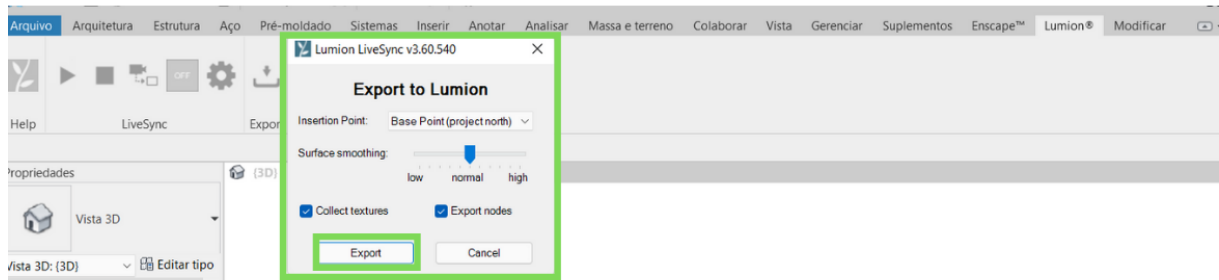 Arquivo Arquitetura Estrutura Aço Pré-moldado Sistemas Inserir Anotar Analisar Massa e terreno Colaborar Vista Gerenciar Suplementos Enscape™ Lumion® Modificar
Lumion LiveSync v3.60.540
OFF
Export to Lumion
Help LiveSync Expor
Insertion Point: Base Point (project north)
Surface smoothing:
Propriedades {3D}
low normal high
Vista 3D
Collect textures Export nodes
Export Cancel
Vista 3D: {3D} Editar tipo